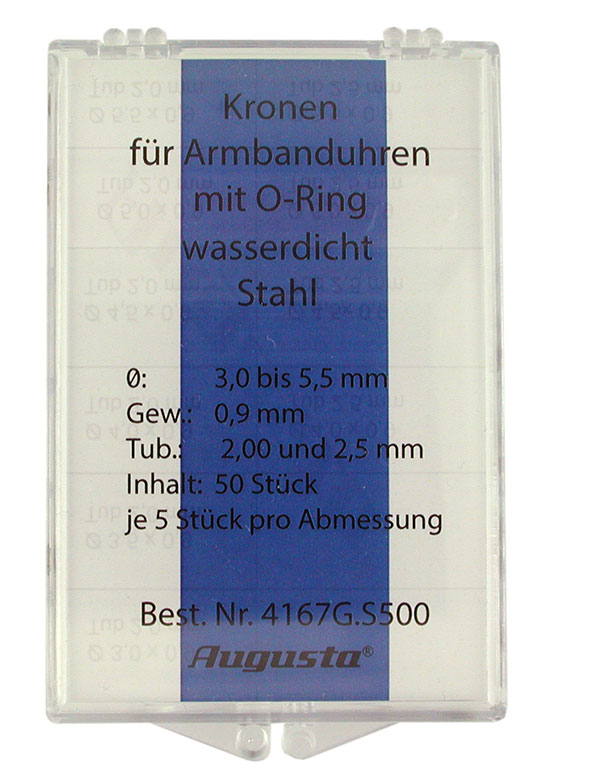 Kronen
für Armbanduhren
mit O-Ring
wasserdicht
Stahl
Ø: 3,0 bis 5,5 mm
Gew.: 0,9 mm
Tub.: 2,00 und 2,5 mm
Inhalt: 50 Stück
je 5 Stück pro Abmessung
Best. Nr. 4167G.S500
Augusta®